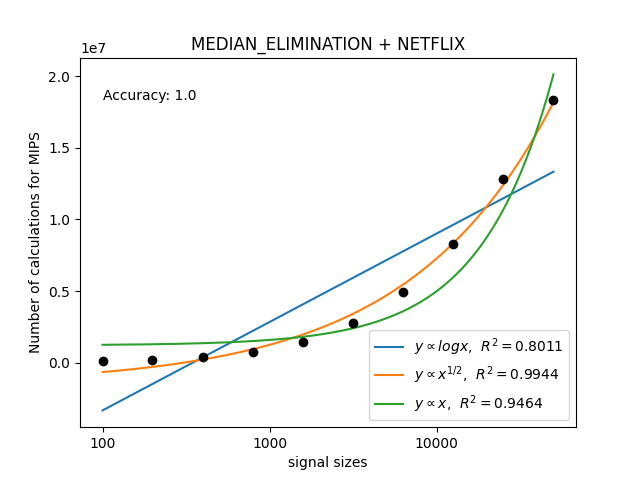 MEDIAN_ELIMINATION + NETFLIX
1e7
2.0
1.5
1.0
0.5
0.0
Number of calculations for MIPS
Accuracy: 1.0
y ∝ logx, R² = 0.8011
y ∝ x^{1/2}, R² = 0.9944
y ∝ x, R² = 0.9464
100 1000 10000
signal sizes